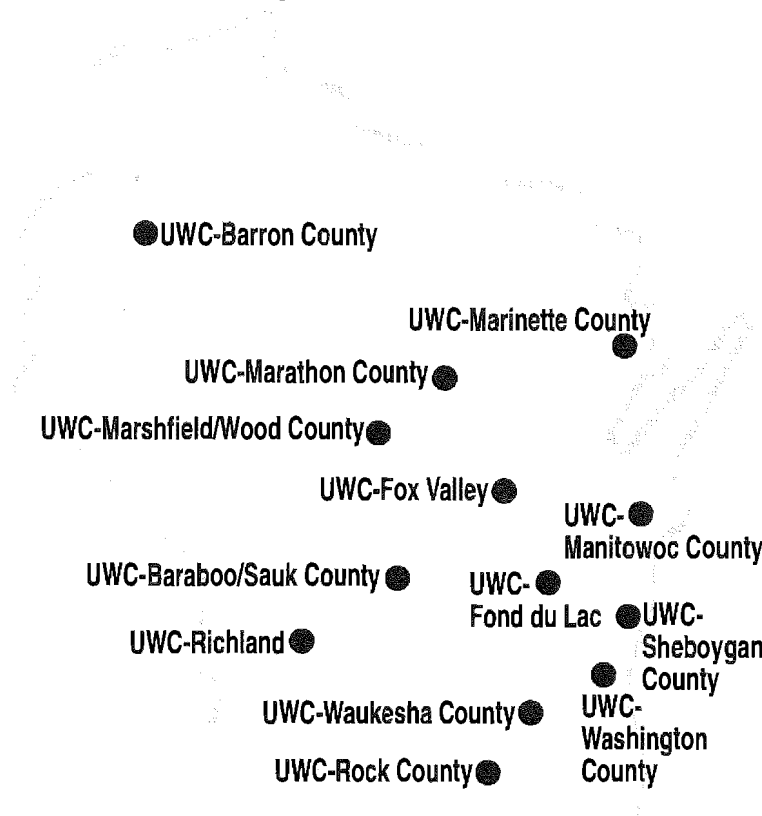 UWC-Barron County
UWC-Marinette County
UWC-Marathon County
UWC-Marshfield/Wood County
UWC-Fox Valley
UWC-
Manitowoc County
UWC-Baraboo/Sauk County
UWC-
Fond du Lac
UWC-
Sheboygan
County
UWC-Richland
UWC-Waukesha County
UWC-
Washington
County
UWC-Rock County